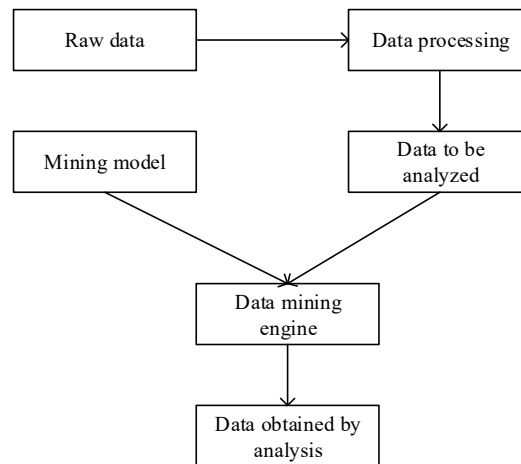 Raw data
Data processing
Mining model
Data to be
analyzed
Data mining
engine
Data obtained by
analysis